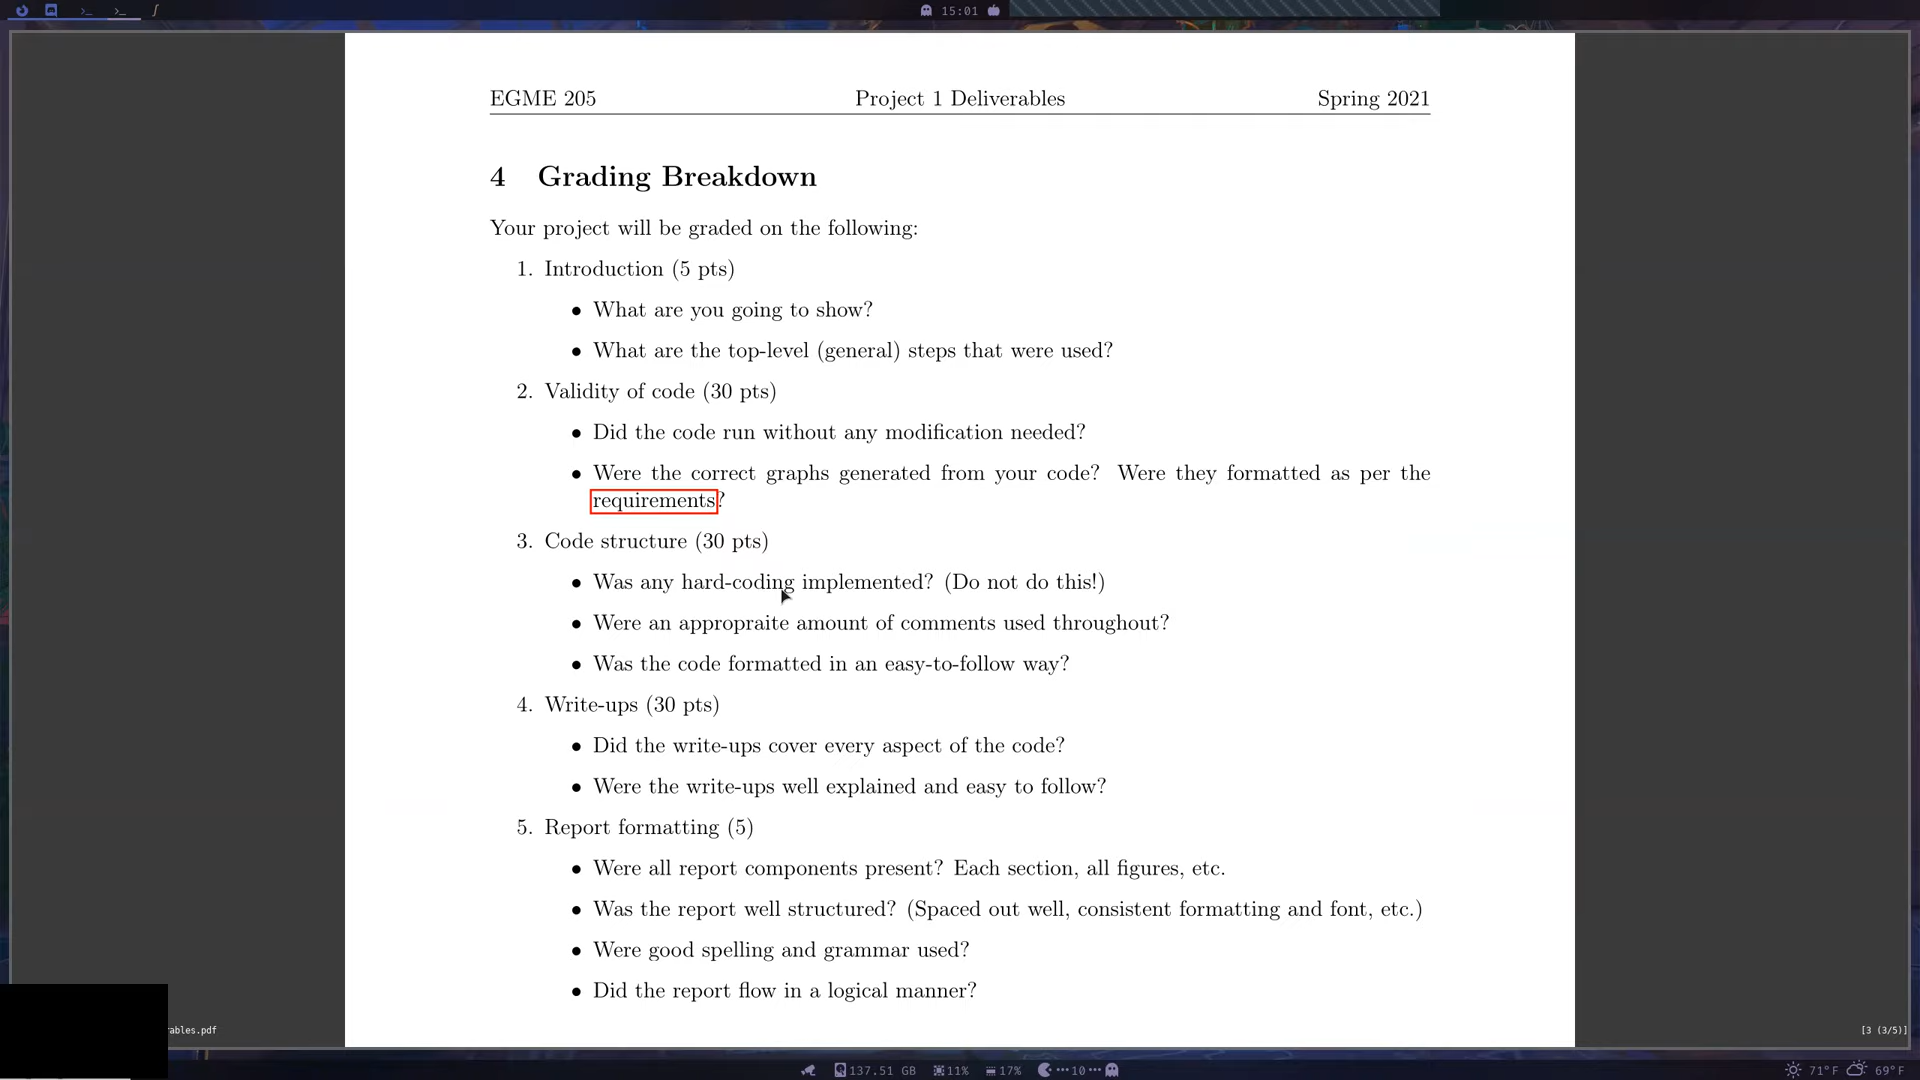 15:01
EGME 205 Project 1 Deliverables Spring 2021
4 Grading Breakdown
Your project will be graded on the following:
1. Introduction (5 pts)
• What are you going to show?
• What are the top-level (general) steps that were used?
2. Validity of code (30 pts)
• Did the code run without any modification needed?
• Were the correct graphs generated from your code? Were they formatted as per the
requirements?
3. Code structure (30 pts)
• Was any hard-coding implemented? (Do not do this!)
• Were an appropraite amount of comments used throughout?
• Was the code formatted in an easy-to-follow way?
4. Write-ups (30 pts)
• Did the write-ups cover every aspect of the code?
• Were the write-ups well explained and easy to follow?
5. Report formatting (5)
• Were all report components present? Each section, all figures, etc.
• Was the report well structured? (Spaced out well, consistent formatting and font, etc.)
• Were good spelling and grammar used?
• Did the report flow in a logical manner?
rables.pdf [3 (3/5)]
137.51 GB 11% 17% 10 71°F 69°F